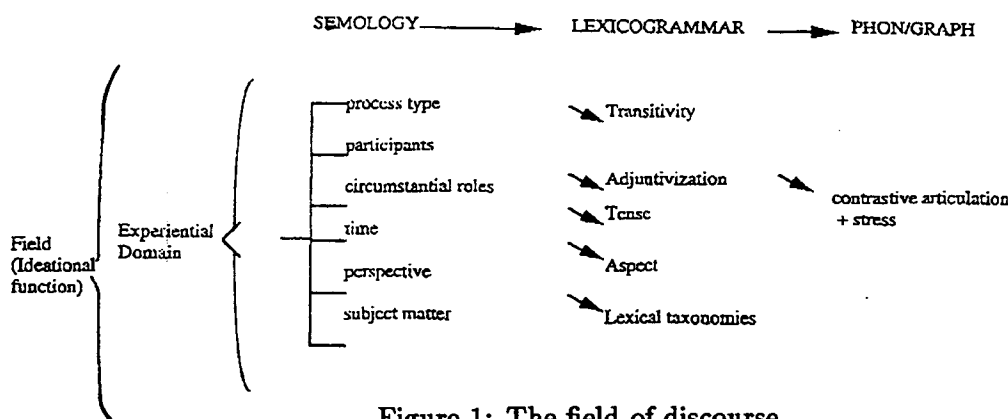 SEMOLOGY LEXICOGRAMMAR PHON/GRAPH
process type Transitivity
participants
circumstantial roles Adjuntivization
contrastive articulation
+ stress
Experiential
Domain
time Tense
Field
(Ideational
function)
perspective Aspect
subject matter Lexical taxonomies
Figure 1: The field of discourse